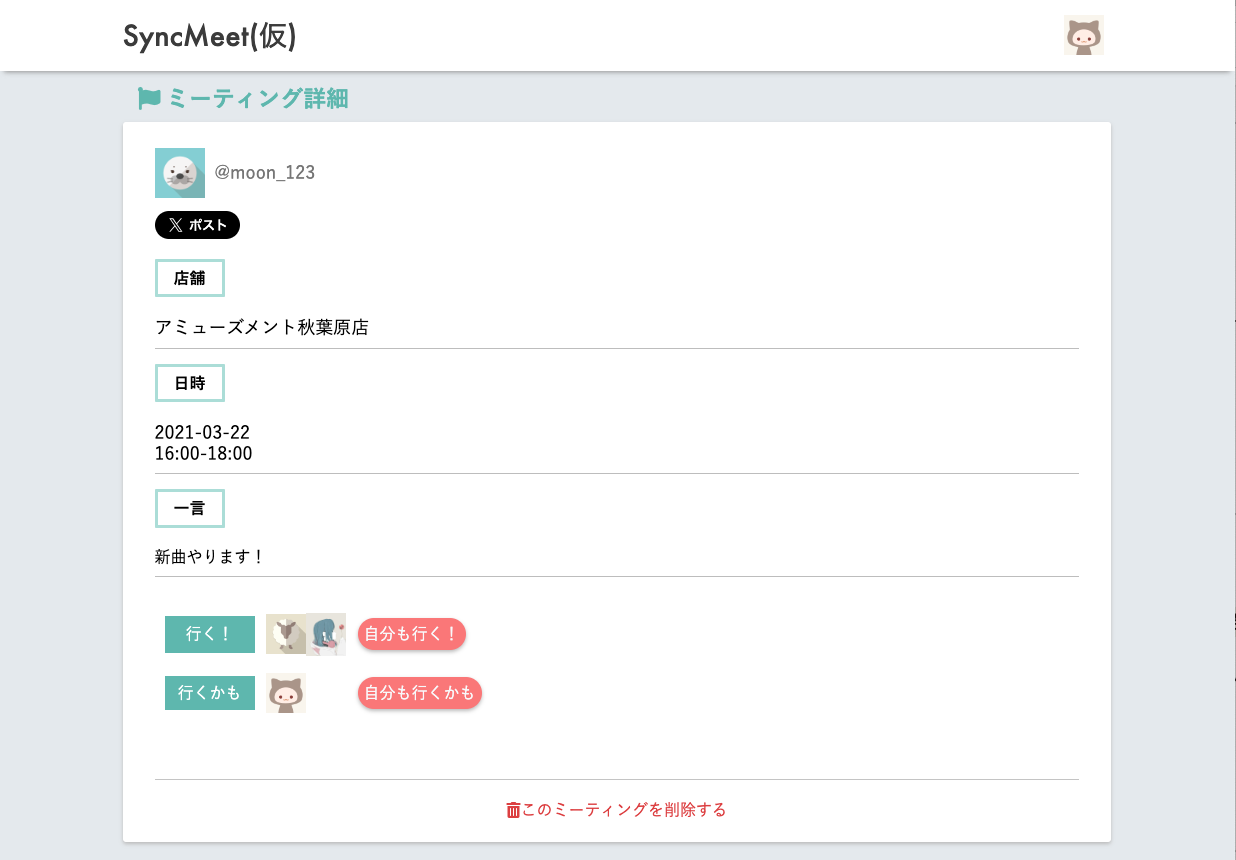 SyncMeet(仮)
ミーティング詳細
@moon_123
ポスト
店舗
アミューズメント秋葉原店
日時
2021-03-22
16:00-18:00
一言
新曲やります！
行く！ 自分も行く！
行くかも 自分も行くかも
このミーティングを削除する